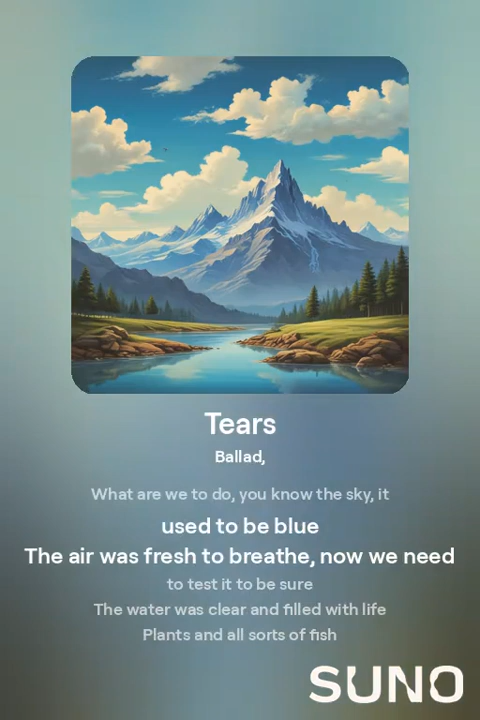 Tears
Ballad,
What are we to do, you know the sky, it
used to be blue
The air was fresh to breathe, now we need
to test it to be sure
The water was clear and filled with life
Plants and all sorts of fish
SUNO